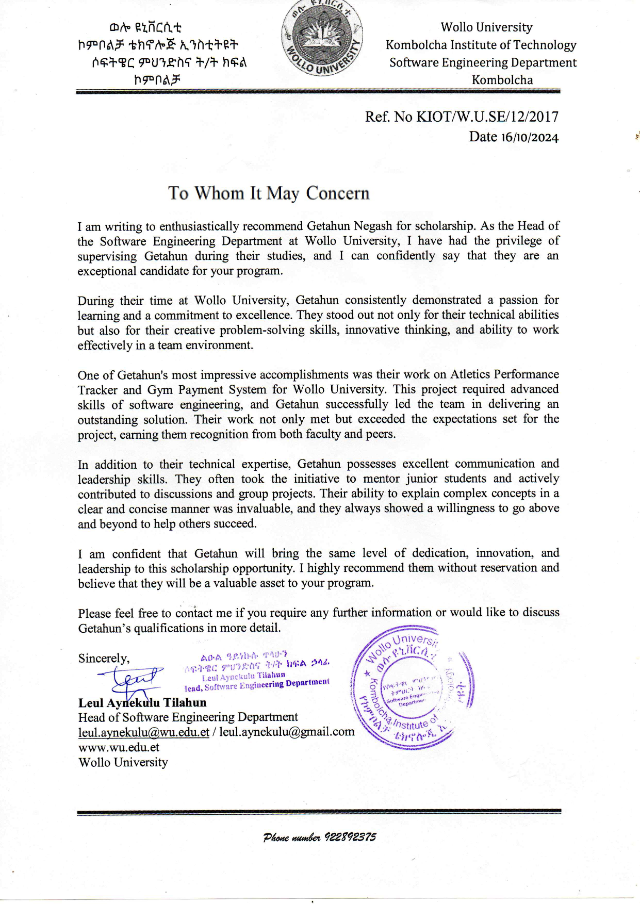 ወሎ ዩኒቨርሲቲ
ኮምቦልቻ ቴክኖሎጅ ኢንስቲትዩት
ሶፍትዌር ምህንድስና ት/ት ክፍል
ኮምቦልቻ
WOLLO UNIVERSITY
Wollo University
Kombolcha Institute of Technology
Software Engineering Department
Kombolcha
Ref. No KIOT/W.U.SE/12/2017
Date 16/10/2024
To Whom It May Concern
I am writing to enthusiastically recommend Getahun Negash for scholarship. As the Head of
the Software Engineering Department at Wollo University, I have had the privilege of
supervising Getahun during their studies, and I can confidently say that they are an
exceptional candidate for your program.
During their time at Wollo University, Getahun consistently demonstrated a passion for
learning and a commitment to excellence. They stood out not only for their technical abilities
but also for their creative problem-solving skills, innovative thinking, and ability to work
effectively in a team environment.
One of Getahun's most impressive accomplishments was their work on Atletics Performance
Tracker and Gym Payment System for Wollo University. This project required advanced
skills of software engineering, and Getahun successfully led the team in delivering an
outstanding solution. Their work not only met but exceeded the expectations set for the
project, earning them recognition from both faculty and peers.
In addition to their technical expertise, Getahun possesses excellent communication and
leadership skills. They often took the initiative to mentor junior students and actively
contributed to discussions and group projects. Their ability to explain complex concepts in a
clear and concise manner was invaluable, and they always showed a willingness to go above
and beyond to help others succeed.
I am confident that Getahun will bring the same level of dedication, innovation, and
leadership to this scholarship opportunity. I highly recommend them without reservation and
believe that they will be a valuable asset to your program.
Please feel free to contact me if you require any further information or would like to discuss
Getahun's qualifications in more detail.
Sincerely,
ሶፍትዌር ምህንድስና ት/ት ክፍል ኃላፊ
Leul Aynekulu Tilahun
lead, Software Engineering Department
Leul Aynekulu Tilahun
Head of Software Engineering Department
leul.aynekulu@wu.edu.et / leul.aynekulu@gmail.com
www.wu.edu.et
Wollo University
Wollo Universit
Kombolcha Institute of
Phone number 922892375